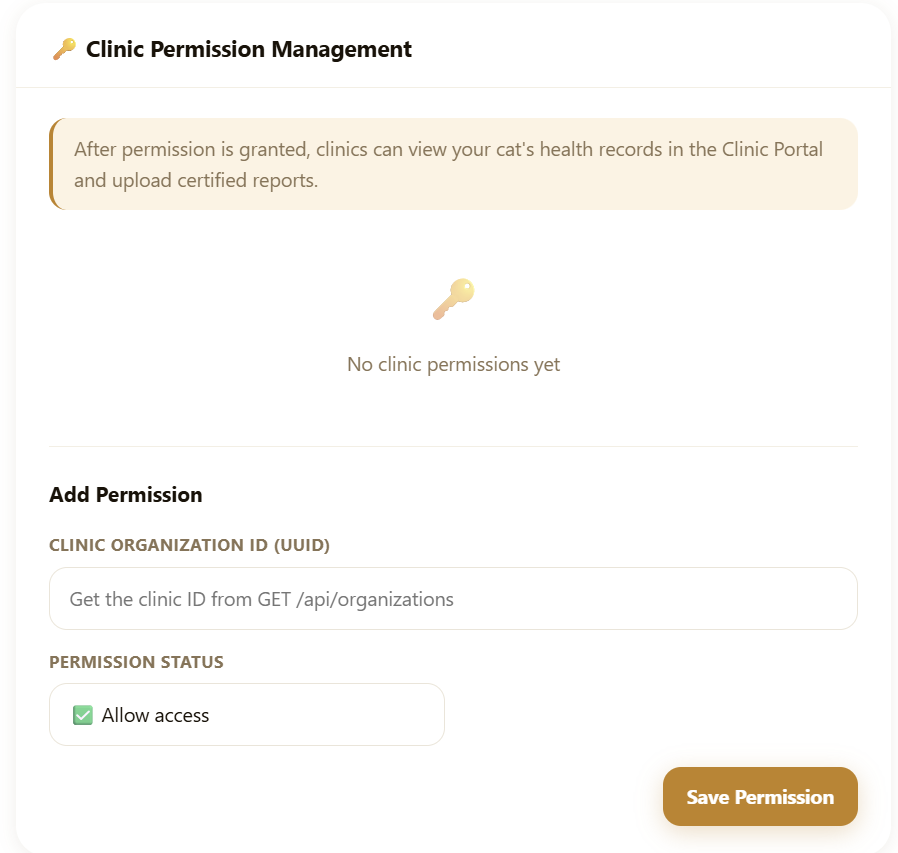 Clinic Permission Management
After permission is granted, clinics can view your cat's health records in the Clinic Portal
and upload certified reports.
No clinic permissions yet
Add Permission
CLINIC ORGANIZATION ID (UUID)
Get the clinic ID from GET /api/organizations
PERMISSION STATUS
Allow access
Save Permission